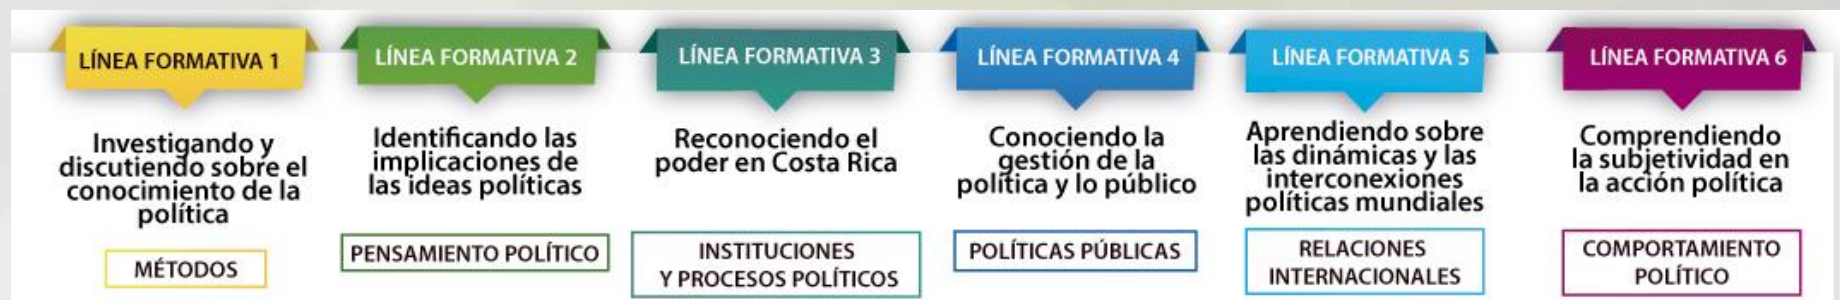 LÍNEA FORMATIVA 1
Investigando y
discutiendo sobre el
conocimiento de la
política
MÉTODOS
LÍNEA FORMATIVA 2
Identificando las
implicaciones de
las ideas políticas
PENSAMIENTO POLÍTICO
LÍNEA FORMATIVA 3
Reconociendo el
poder en Costa Rica
INSTITUCIONES
Y PROCESOS POLÍTICOS
LÍNEA FORMATIVA 4
Conociendo la
gestión de la
política y lo público
POLÍTICAS PÚBLICAS
LÍNEA FORMATIVA 5
Aprendiendo sobre
las dinámicas y las
interconexiones
políticas mundiales
RELACIONES
INTERNACIONALES
LÍNEA FORMATIVA 6
Comprendiendo
la subjetividad en
la acción política
COMPORTAMIENTO
POLÍTICO